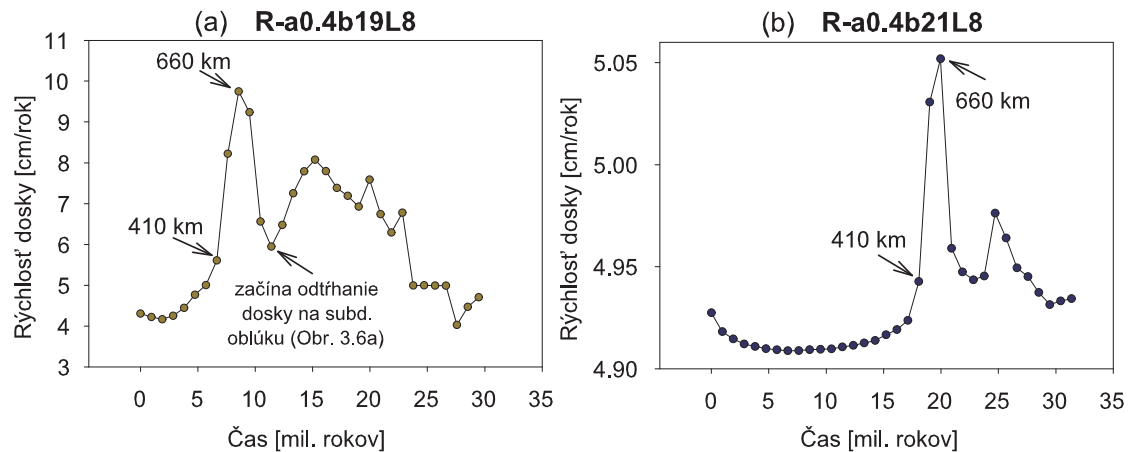 (a) R-a0.4b19L8
11
10
9
8
7
6
5
4
3
Rýchlosť dosky [cm/rok]
660 km
410 km
začína odtŕhanie
dosky na subd.
oblúku (Obr. 3.6a)
0 5 10 15 20 25 30 35
Čas [mil. rokov]
(b) R-a0.4b21L8
5.05
5.00
4.95
4.90
Rýchlosť dosky [cm/rok]
660 km
410 km
0 5 10 15 20 25 30 35
Čas [mil. rokov]